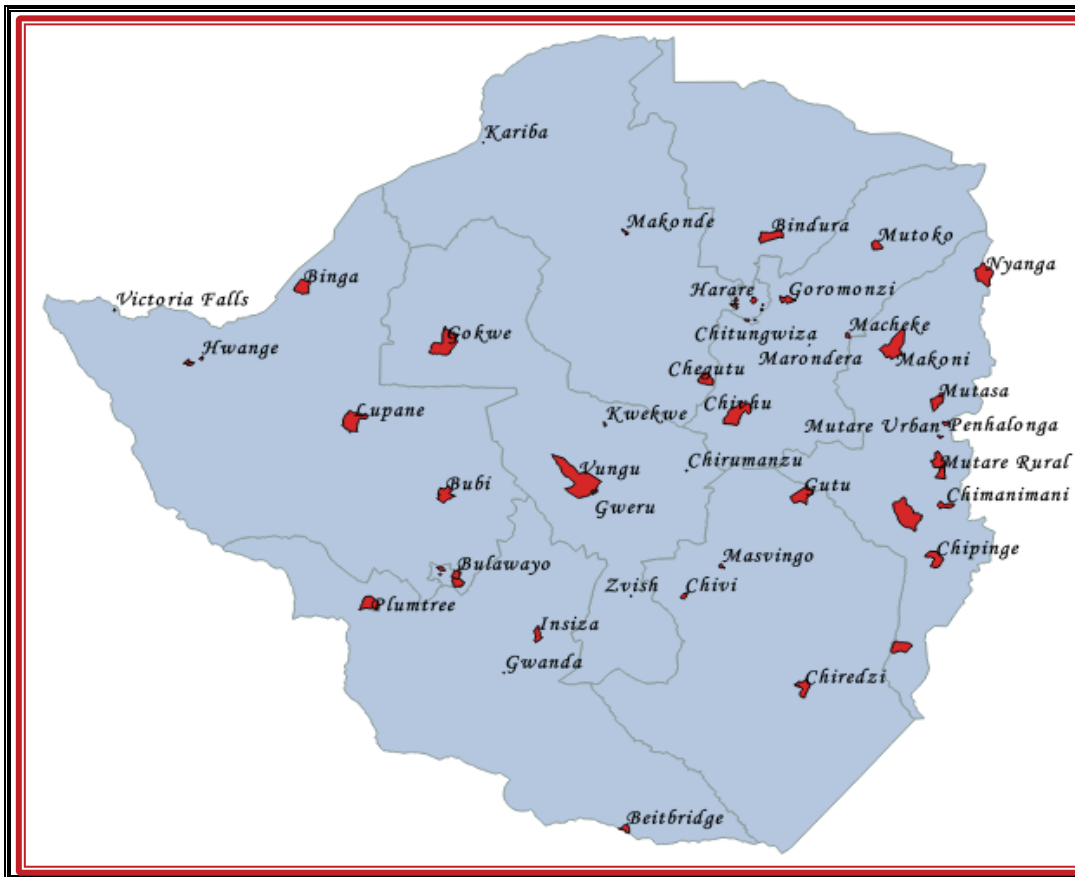 Kariba
Makonde
Bindura
Mutoko
Nyanga
Binga
Victoria Falls
Harare
Goromonzi
Gokwe
Chitungwiza
Macheke
Hwange
Marondera
Makoni
Chegutu
Mutasa
Lupane
Chivhu
Kwekwe
Mutare Urban
Penhalonga
Vungu
Chirumanzu
Mutare Rural
Bubi
Gutu
Gweru
Chimanimani
Chipinge
Masvingo
Bulawayo
Zvish
Chivi
Plumtree
Insiza
Gwanda
Chiredzi
Beitbridge